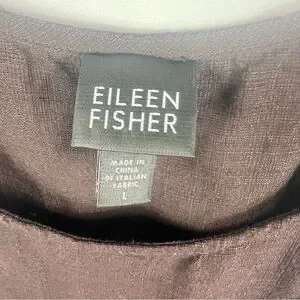 EILEEN
FISHER
MADE IN
CHINA
OF ITALIAN
FABRIC
L